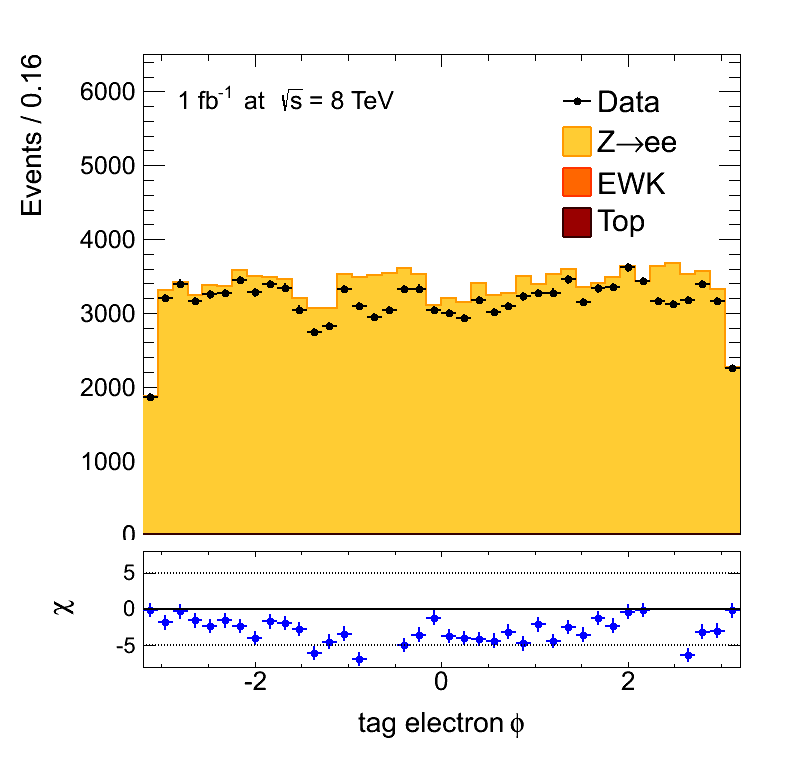 Events / 0.16
6000
5000
4000
3000
2000
1000
0
1 fb-1 at √s = 8 TeV
Data
Z→ee
EWK
Top
χ
5
0
-5
-2
0
2
tag electron ϕ